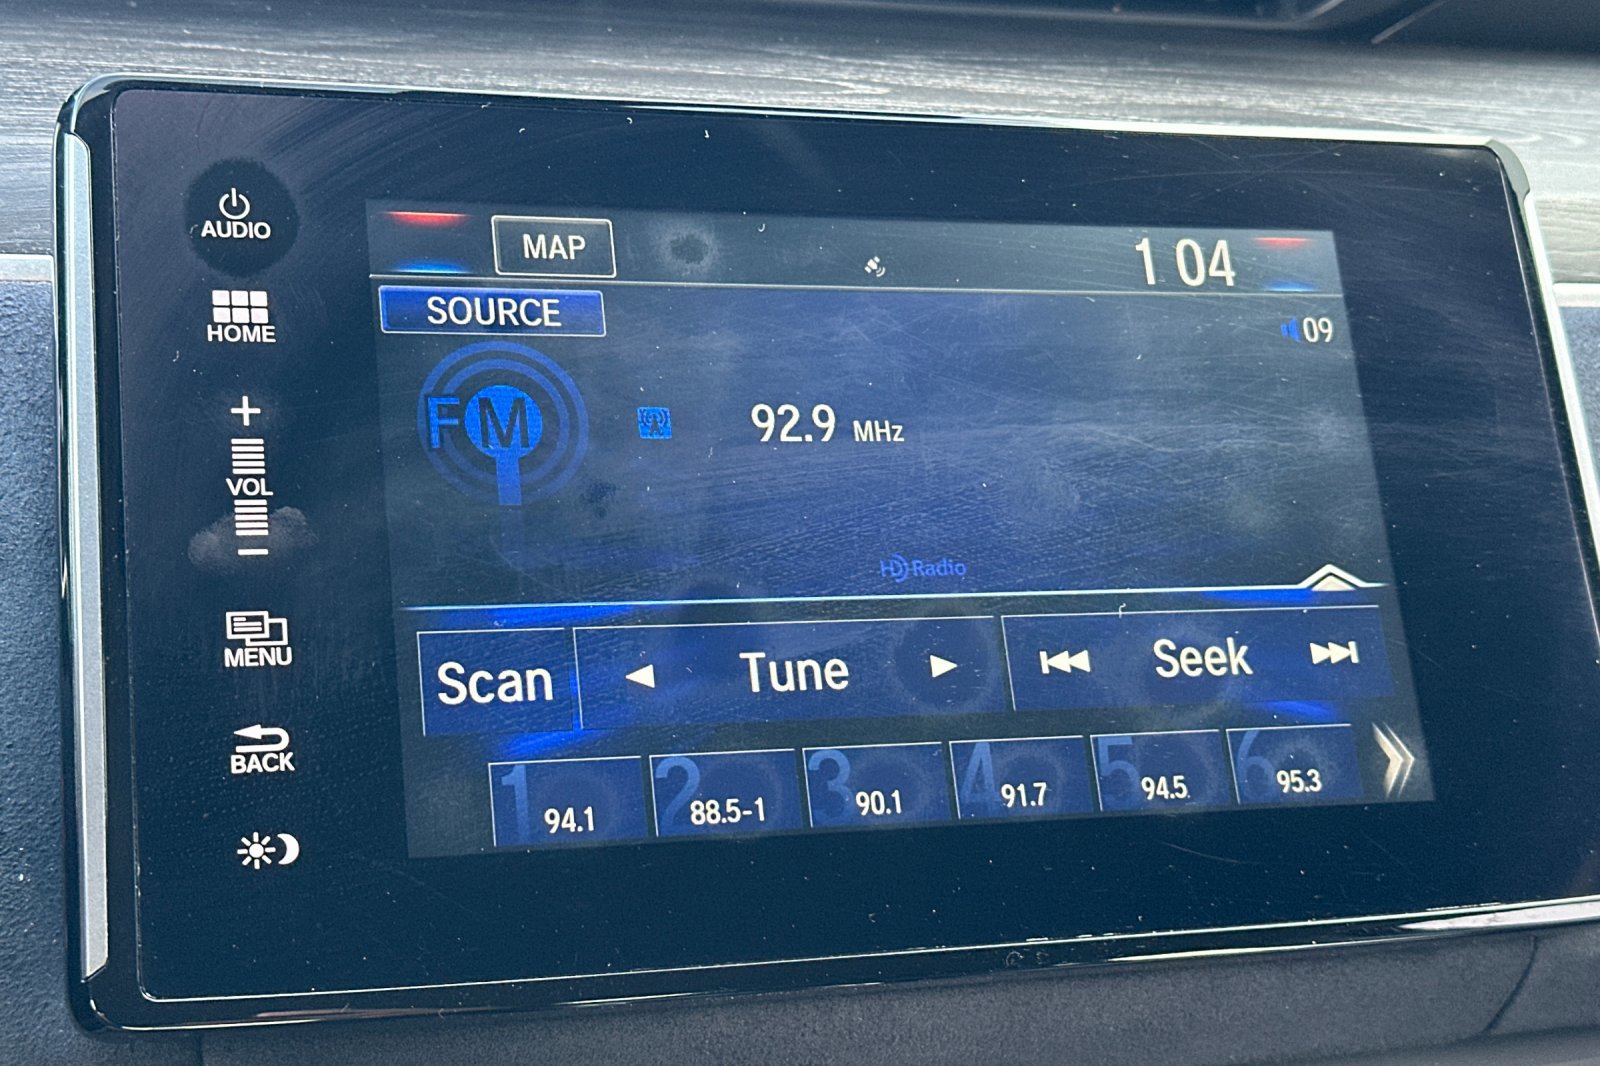 AUDIO
HOME
+
VOL
−
MENU
BACK
MAP
1 04
SOURCE
09
FM
92.9 MHz
HD Radio
Scan
Tune
Seek
1 94.1
2 88.5-1
3 90.1
4 91.7
5 94.5
6 95.3